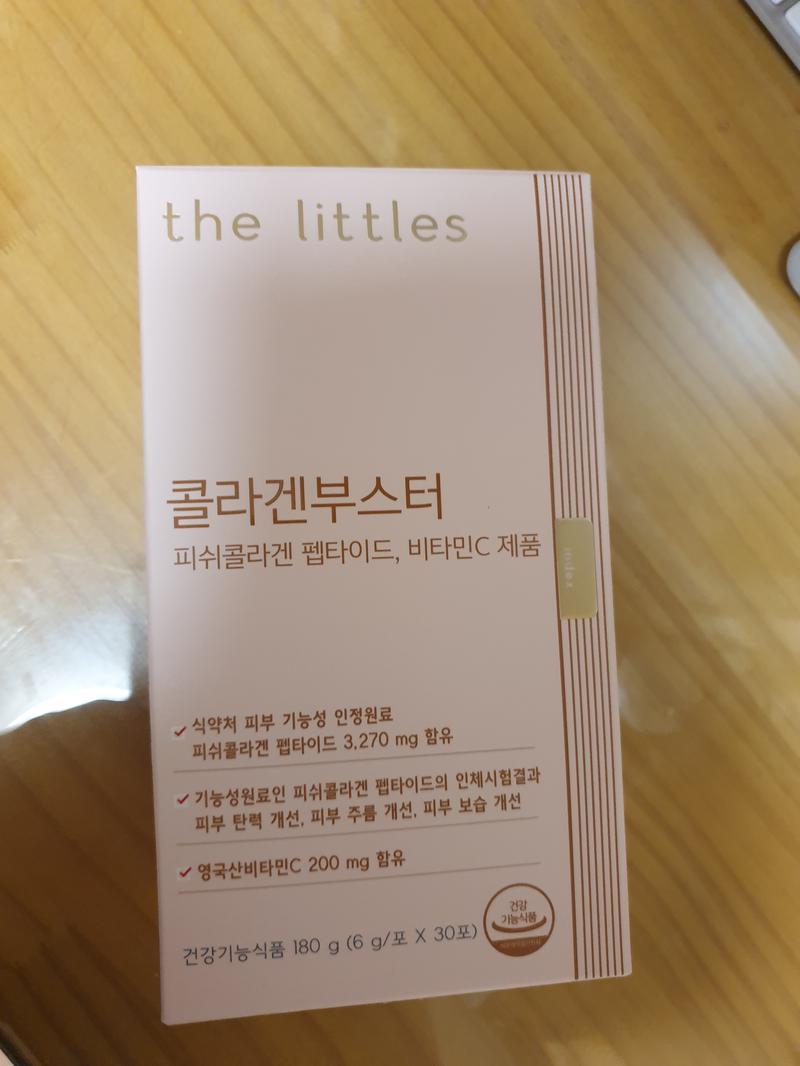 the littles
콜라겐부스터
피쉬콜라겐 펩타이드, 비타민C 제품
index
식약처 피부 기능성 인정원료
피쉬콜라겐 펩타이드 3,270 mg 함유
기능성원료인 피쉬콜라겐 펩타이드의 인체시험결과
피부 탄력 개선, 피부 주름 개선, 피부 보습 개선
영국산비타민C 200 mg 함유
건강기능식품 180 g (6 g/포 X 30포)
건강
기능식품